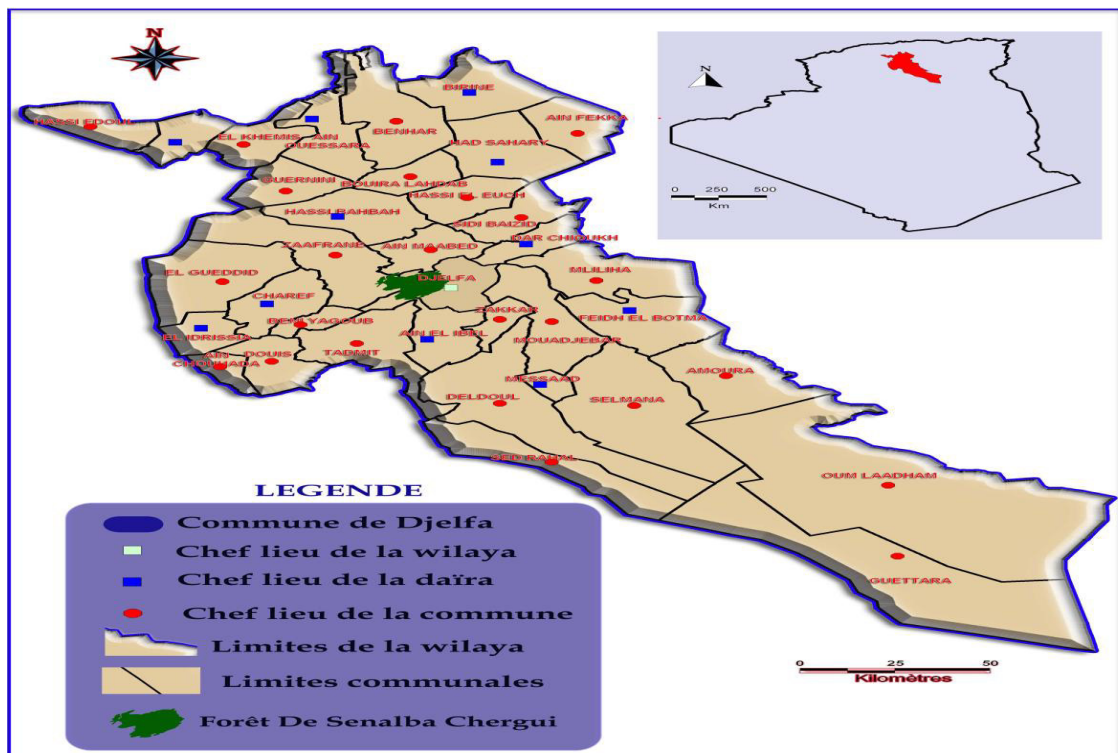 N
BIRINE
HASSI EDOUL
EL KHEMIS
AIN
OUESSARA
BENHAR
AIN FEKKA
HAD SAHARY
GUERNINI
BOUIRA LAHDAB
HASSI EL EUCH
HASSI BAHBAH
SIDI BAIZID
DAR CHIOUKH
ZAAFRANE
AIN MAABED
EL GUEDDID
DJELFA
MLILIHA
CHAREF
ZAKKAR
FEIDH EL BOTMA
BENI YAGOUB
AIN EL IBEL
MOUADJEBAR
EL IDRISSIA
DOUIS
TADMIT
CHOUHADA
MESSAAD
AMOURA
DELDOUL
SELMANA
SED RAHAL
OUM LAADHAM
GUETTARA
N
0 250 500
Km
LEGENDE
Commune de Djelfa
Chef lieu de la wilaya
Chef lieu de la daïra
Chef lieu de la commune
Limites de la wilaya
Limites communales
Forêt De Senalba Chergui
0 25 50
Kilomètres